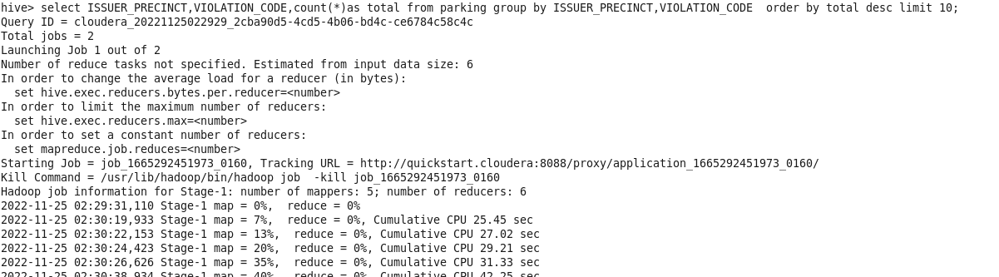 hive> select ISSUER_PRECINCT,VIOLATION_CODE,count(*)as total from parking group by ISSUER_PRECINCT,VIOLATION_CODE  order by total desc limit 10;
Query ID = cloudera_20221125022929_2cba90d5-4cd5-4b06-bd4c-ce6784c58c4c
Total jobs = 2
Launching Job 1 out of 2
Number of reduce tasks not specified. Estimated from input data size: 6
In order to change the average load for a reducer (in bytes):
  set hive.exec.reducers.bytes.per.reducer=<number>
In order to limit the maximum number of reducers:
  set hive.exec.reducers.max=<number>
In order to set a constant number of reducers:
  set mapreduce.job.reduces=<number>
Starting Job = job_1665292451973_0160, Tracking URL = http://quickstart.cloudera:8088/proxy/application_1665292451973_0160/
Kill Command = /usr/lib/hadoop/bin/hadoop job  -kill job_1665292451973_0160
Hadoop job information for Stage-1: number of mappers: 5; number of reducers: 6
2022-11-25 02:29:31,110 Stage-1 map = 0%,  reduce = 0%
2022-11-25 02:30:19,933 Stage-1 map = 7%,  reduce = 0%, Cumulative CPU 25.45 sec
2022-11-25 02:30:22,153 Stage-1 map = 13%,  reduce = 0%, Cumulative CPU 27.02 sec
2022-11-25 02:30:24,423 Stage-1 map = 20%,  reduce = 0%, Cumulative CPU 29.21 sec
2022-11-25 02:30:26,626 Stage-1 map = 35%,  reduce = 0%, Cumulative CPU 31.33 sec
2022-11-25 02:30:38,934 Stage-1 map = 40%,  reduce = 0%, Cumulative CPU 42.25 sec